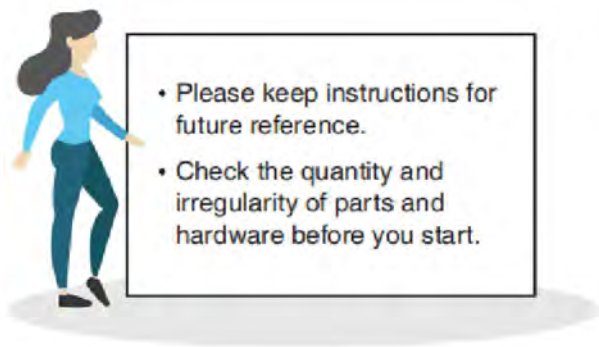 • Please keep instructions for
future reference.
• Check the quantity and
irregularity of parts and
hardware before you start.